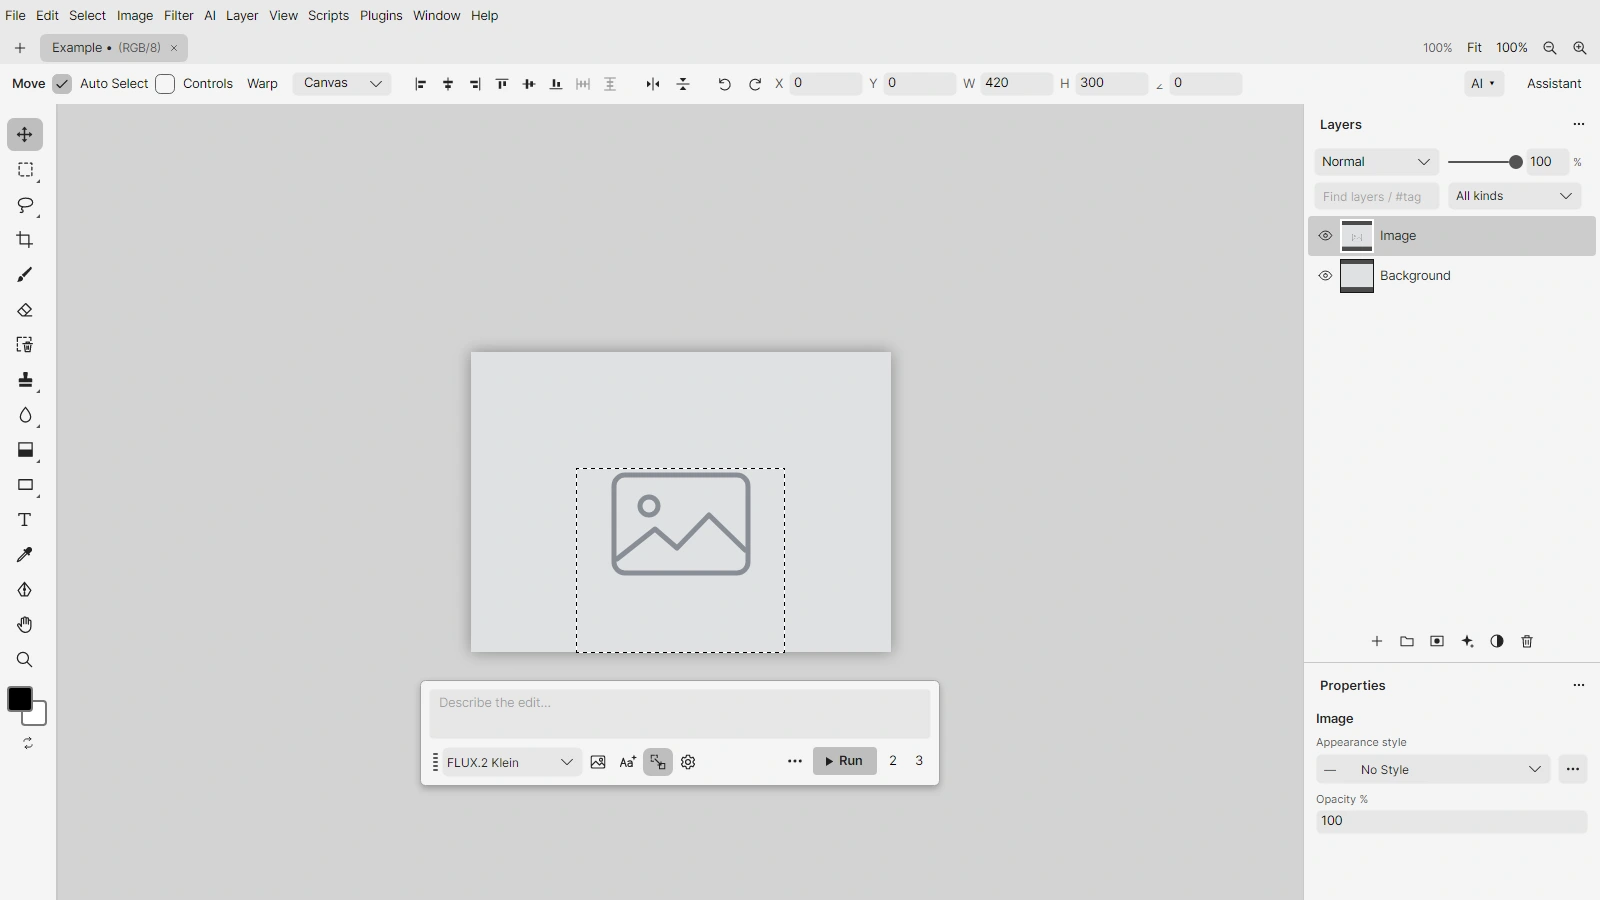 File Edit Select Image Filter AI Layer View Scripts Plugins Window Help
Example • (RGB/8) ×
100% Fit 100%
Move Auto Select Controls Warp Canvas X 0 Y 0 W 420 H 300 ∠ 0 AI Assistant
Layers
Normal 100 %
Find layers / #tag All kinds
Image
Background
Properties
Image
Appearance style
— No Style
Opacity %
100
Describe the edit...
FLUX.2 Klein Aa Run 2 3
T